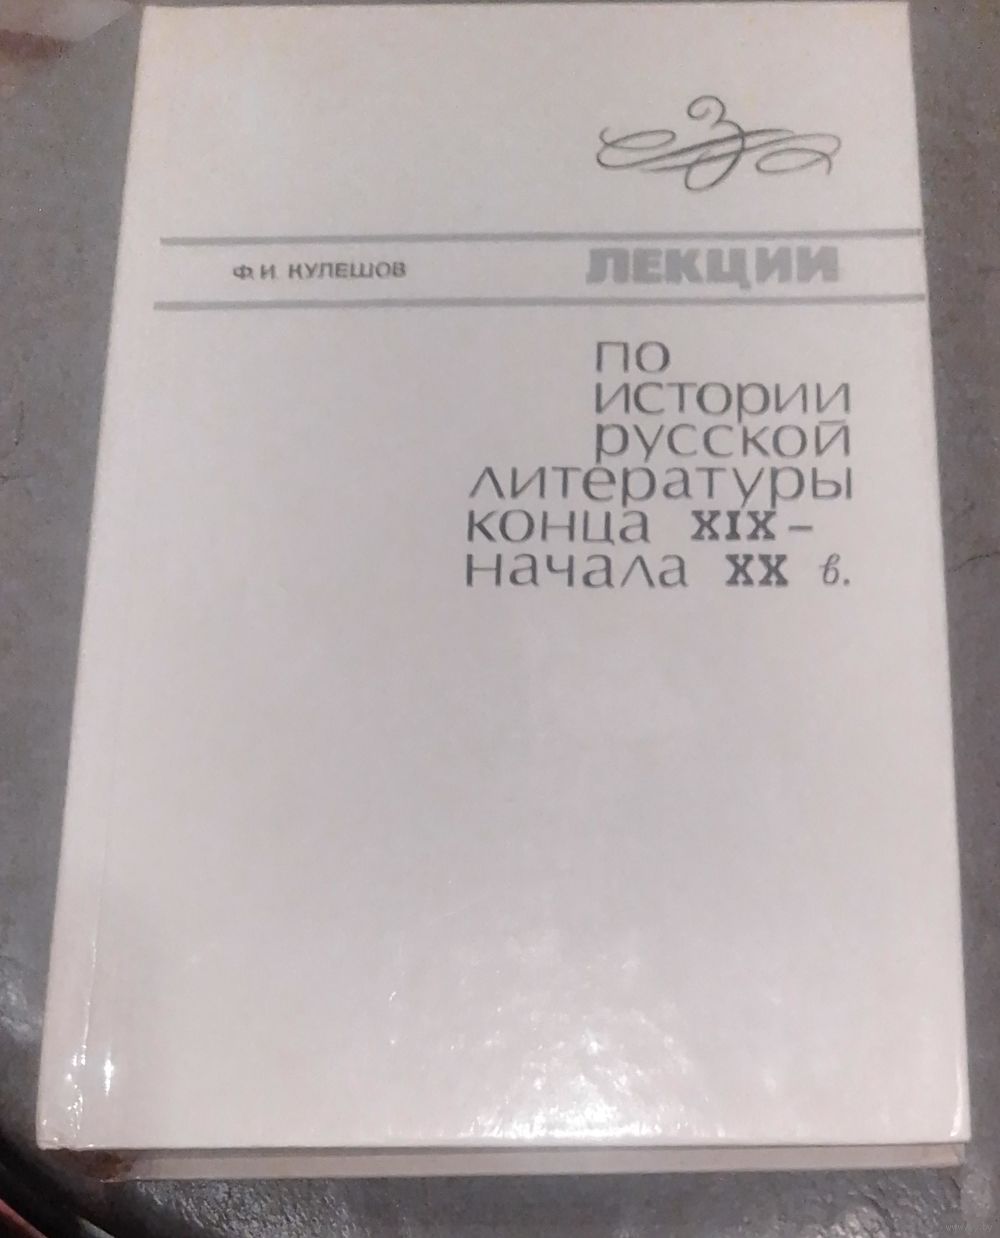 Ф. И. КУЛЕШОВ ЛЕКЦИИ
по
истории
русской
литературы
конца XIX –
начала XX в.